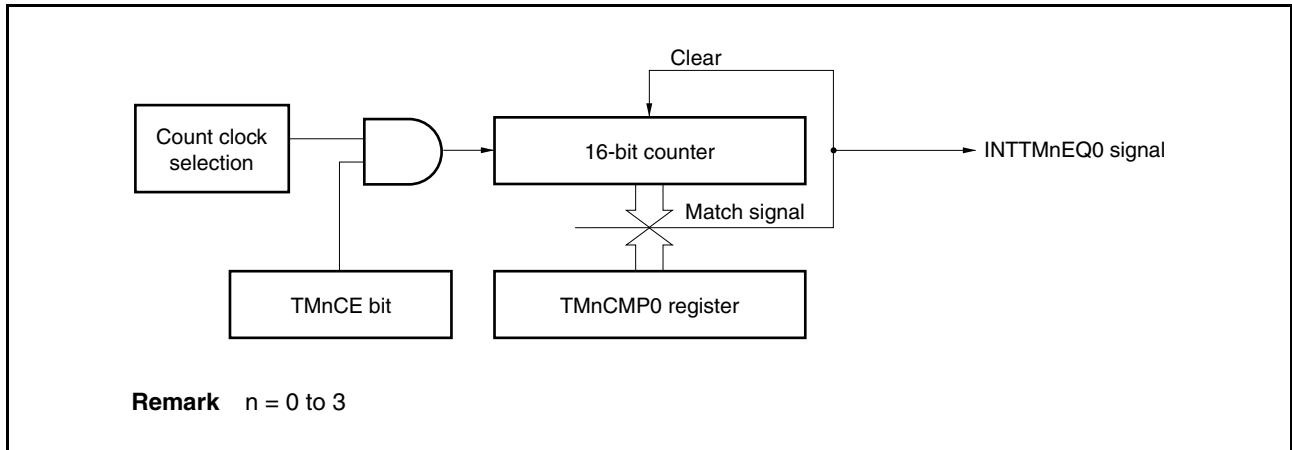 Clear
Count clock
selection
16-bit counter
INTTMnEQ0 signal
Match signal
TMnCE bit
TMnCMP0 register
Remark n = 0 to 3